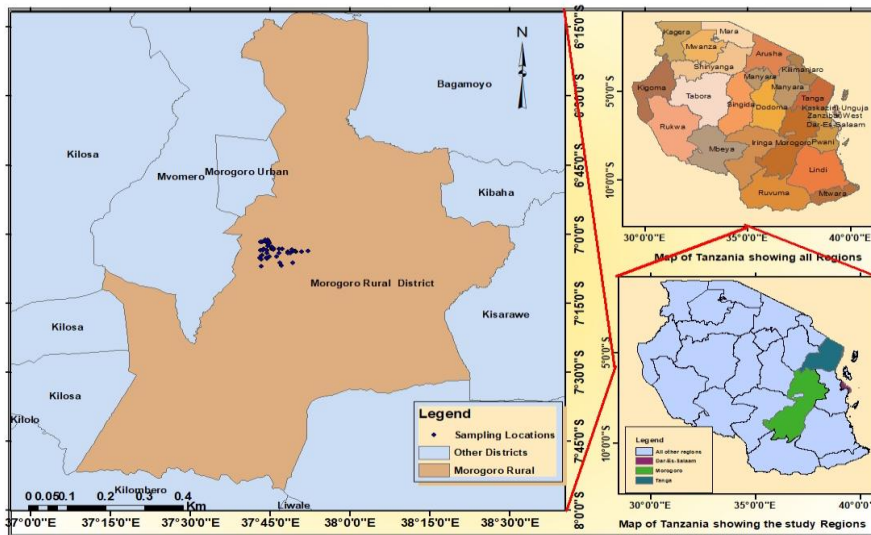 N
Bagamoyo
Kilosa
Mvomero
Morogoro Urban
Kibaha
Morogoro Rural District
Kisarawe
Kilosa
Kilosa
Kilolo
Kilombero
Liwale
Legend
Sampling Locations
Other Districts
Morogoro Rural
0 0.05 0.1 0.2 0.3 0.4
Km
37°0'0"E 37°15'0"E 37°30'0"E 37°45'0"E 38°0'0"E 38°15'0"E 38°30'0"E
6°15'0"S
6°30'0"S
6°45'0"S
7°0'0"S
7°15'0"S
7°30'0"S
7°45'0"S
8°0'0"S
Kagera
Mara
Mwanza
Arusha
Shinyanga
Kilimanjaro
Manyara
Kigoma
Manyara
Tabora
Singida
Dodoma
Tanga
Kaskazini-Unguja
Zanzibar West
Dar-Es-Salaam
Rukwa
Mbeya
Iringa
Morogoro
Pwani
Lindi
Ruvuma
Mtwara
5°0'0"S
10°0'0"S
30°0'0"E 35°0'0"E 40°0'0"E
Map of Tanzania showing all Regions
5°0'0"S
10°0'0"S
Legend
All other regions
Dar-Es-Salaam
Morogoro
Tanga
30°0'0"E 35°0'0"E 40°0'0"E
Map of Tanzania showing the study Regions